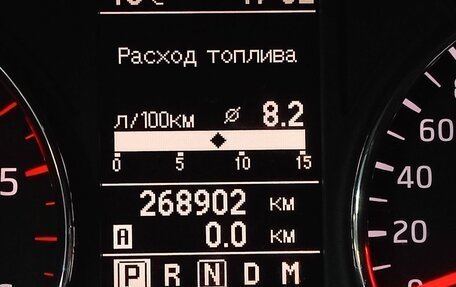 Расход топлива
л/100км ⌀ 8.2
0 5 10 15
268902 км
A 0.0 км
P R N D M
5
60
40
20